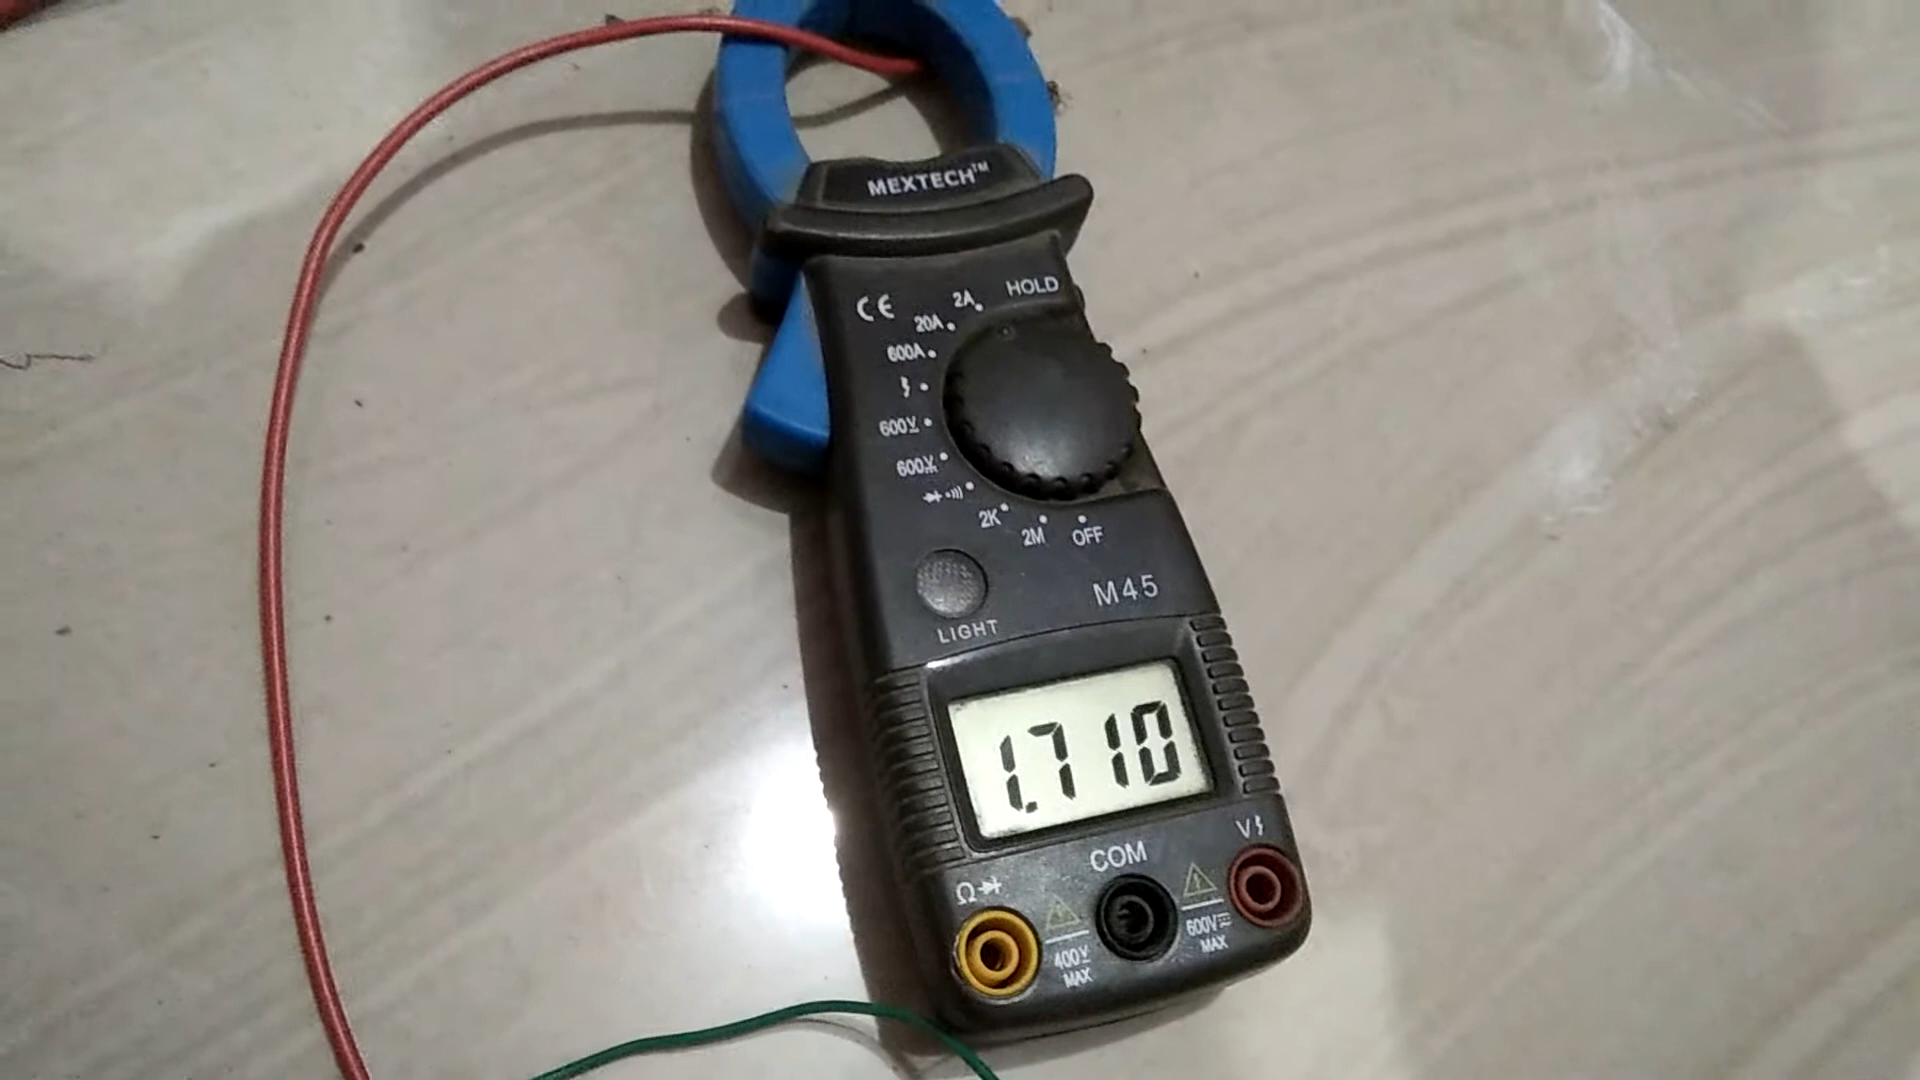 MEXTECH™
CE
2A
HOLD
20A
600A
600V
600V
2K
2M
OFF
M45
LIGHT
1.710
V
COM
Ω
400V
MAX
600V
MAX